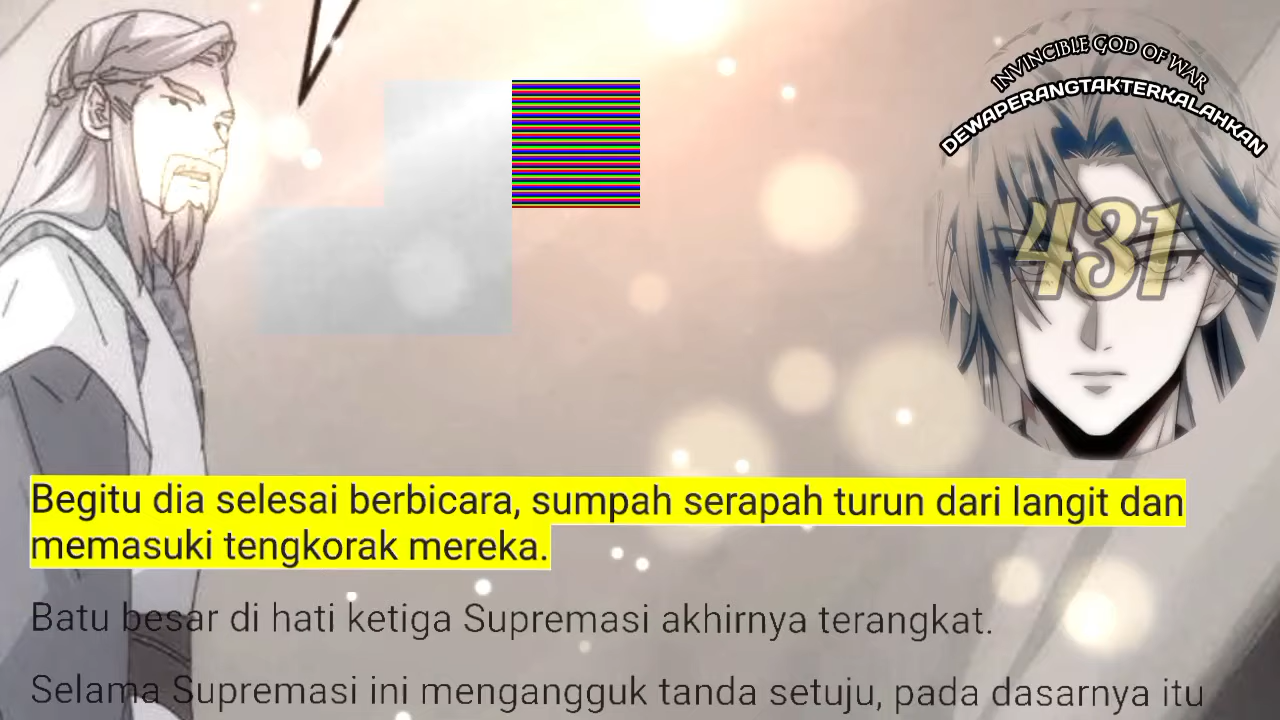 INVINCIBLE GOD OF WAR
DEWAPERANGTAKTERKALAHKAN
431
Begitu dia selesai berbicara, sumpah serapah turun dari langit dan
memasuki tengkorak mereka.
Batu besar di hati ketiga Supremasi akhirnya terangkat.
Selama Supremasi ini mengangguk tanda setuju, pada dasarnya itu